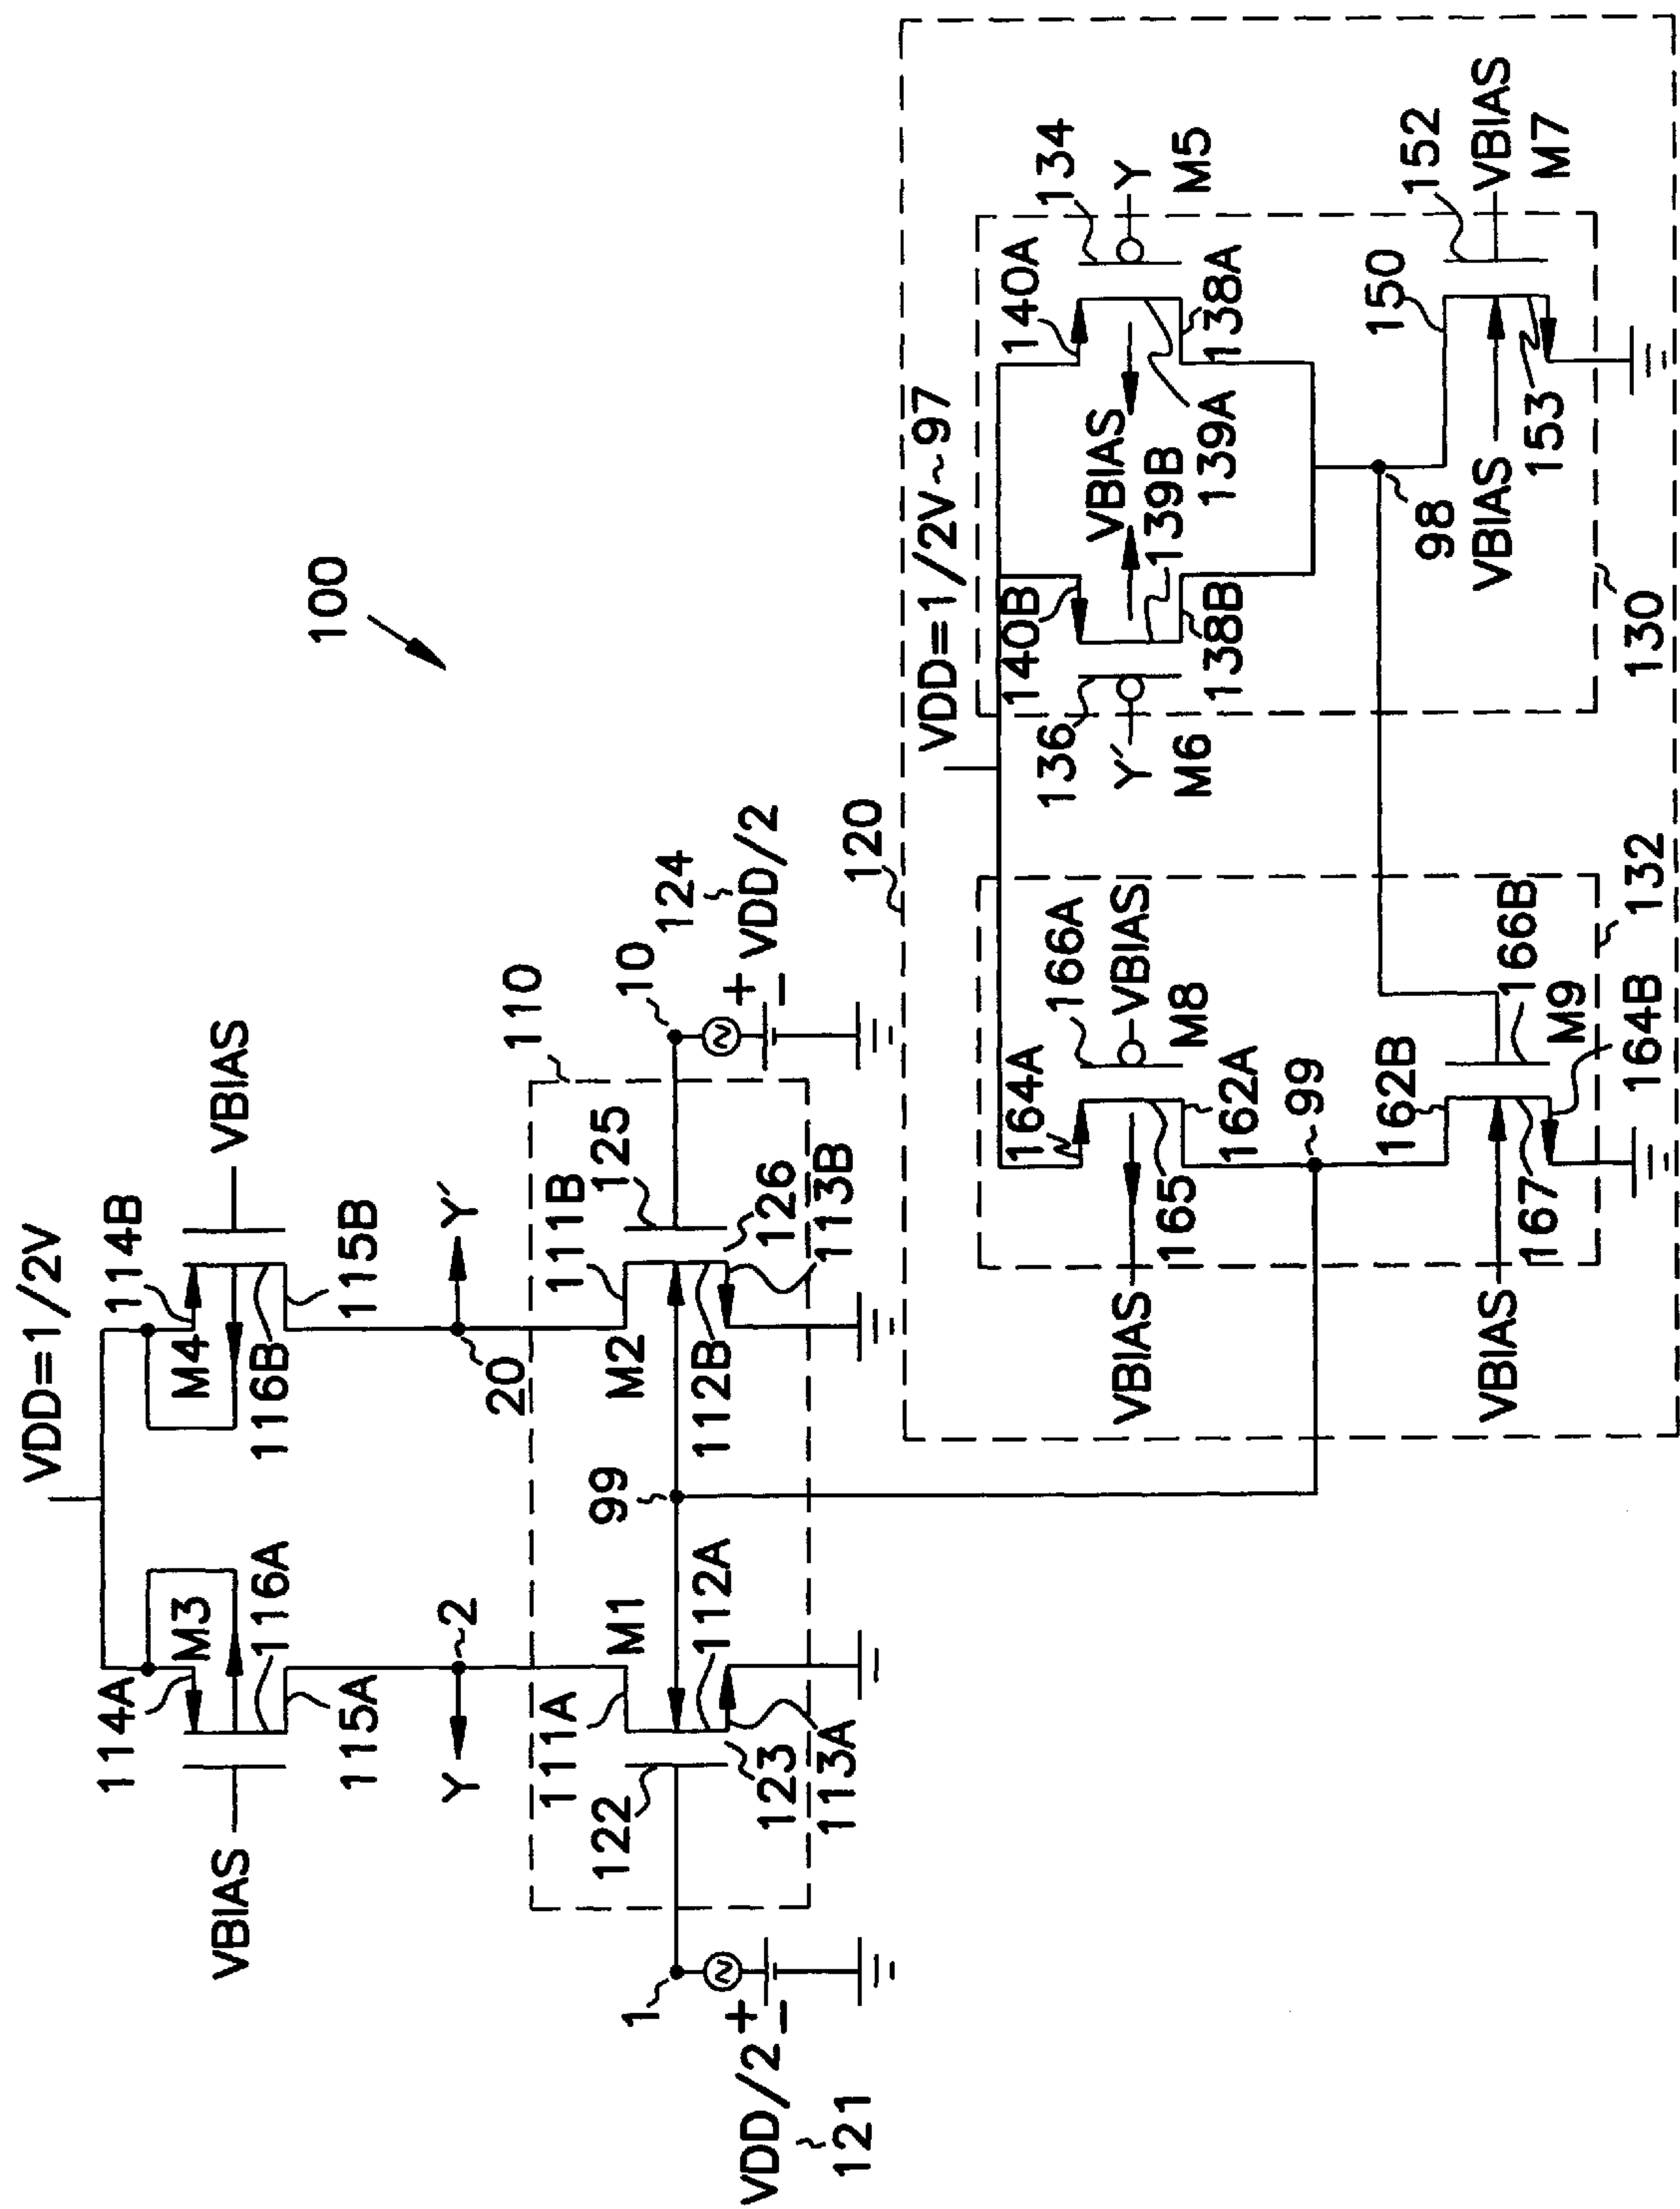 100
VDD=1/2V
114A
M3
116A
115A
VBIAS
114B
M4
116B
115B
VBIAS
Y
2
20
Y′
110
111A
M1
112A
122
123
113A
99
111B
M2
112B
125
126
113B
1
VDD/2
+
−
121
10
124
+
−
VDD/2
120
VDD=1/2V~97
140B
140A
134
136
Y′
M6
Y
M5
VBIAS
139B
139A
138B
138A
98
150
152
VBIAS
M7
VBIAS
153
130
164A
166A
VBIAS
M8
VBIAS
165
162A
99
162B
166B
M9
VBIAS
167
164B
132